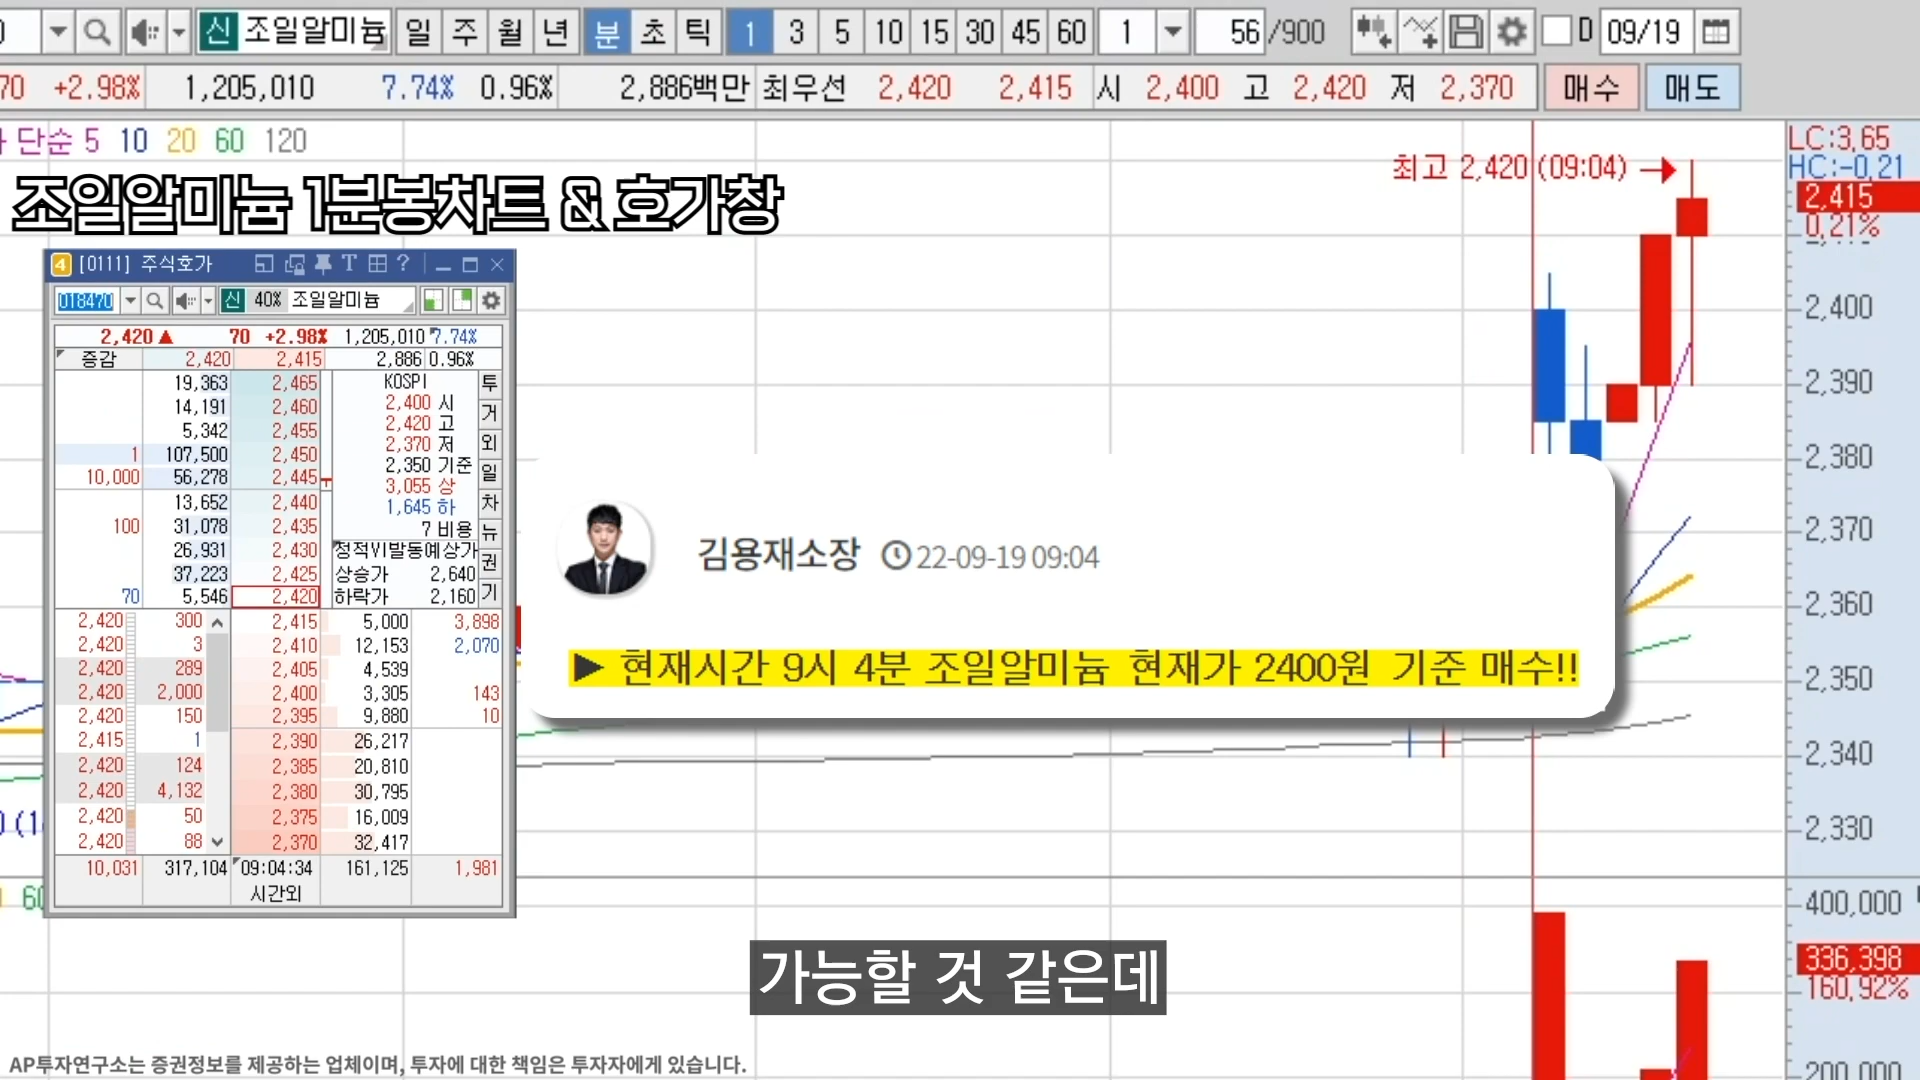 신 조일알미늄 일 주 월 년 분 초 틱 1 3 5 10 15 30 45 60 1 56 /900 D 09/19
70 +2.98% 1,205,010 7.74% 0.96% 2,886백만 최우선 2,420 2,415 시 2,400 고 2,420 저 2,370 매수 매도
단순 5 10 20 60 120
LC:3,65
HC:-0,21
최고 2,420 (09:04)
2,415
0,21%
조일알미늄 1분봉차트 & 호가창
4 [0111] 주식호가
018470 신 40% 조일알미늄
2,420 ▲ 70 +2.98% 1,205,010 7.74%
증감 2,420 2,415 2,886 0.96%
19,363 2,465 KOSPI 투
14,191 2,460 2,400 시 거
5,342 2,455 2,420 고
1 107,500 2,450 2,370 저 외
10,000 56,278 2,445 2,350 기준 일
3,055 상
13,652 2,440 1,645 하 차
100 31,078 2,435 7 비용 뉴
26,931 2,430 정적VI발동예상가
37,223 2,425 상승가 2,640 권
70 5,546 2,420 하락가 2,160 기
2,420 300 2,415 5,000 3,898
2,420 3 2,410 12,153 2,070
2,420 289 2,405 4,539
2,420 2,000 2,400 3,305 143
2,420 150 2,395 9,880 10
2,415 1 2,390 26,217
2,420 124 2,385 20,810
2,420 4,132 2,380 30,795
2,420 50 2,375 16,009
2,420 88 2,370 32,417
10,031 317,104 09:04:34 161,125 1,981
시간외
2,400
2,390
2,380
2,370
2,360
2,350
2,340
2,330
김용재소장 22-09-19 09:04
▶ 현재시간 9시 4분 조일알미늄 현재가 2400원 기준 매수!!
60
400,000
336,398
160,92%
200,000
가능할 것 같은데
AP투자연구소는 증권정보를 제공하는 업체이며, 투자에 대한 책임은 투자자에게 있습니다.